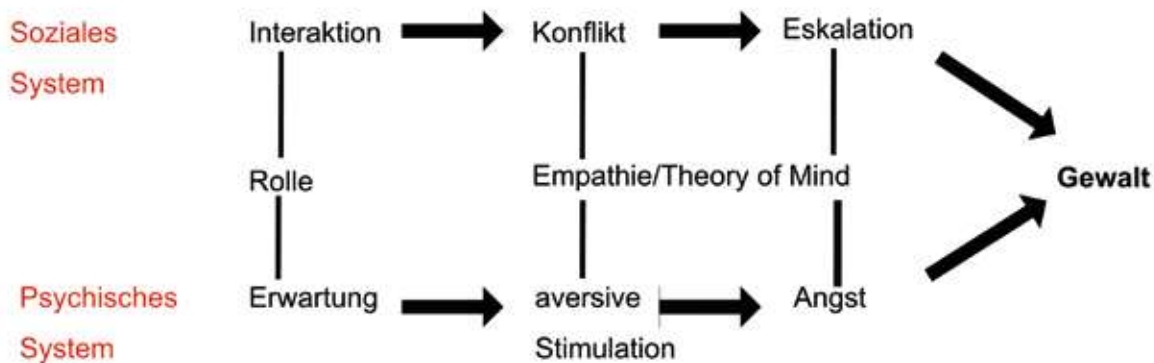 Soziales
System
Interaktion
Konflikt
Eskalation
Rolle
Empathie/Theory of Mind
Gewalt
Psychisches
System
Erwartung
aversive
Stimulation
Angst